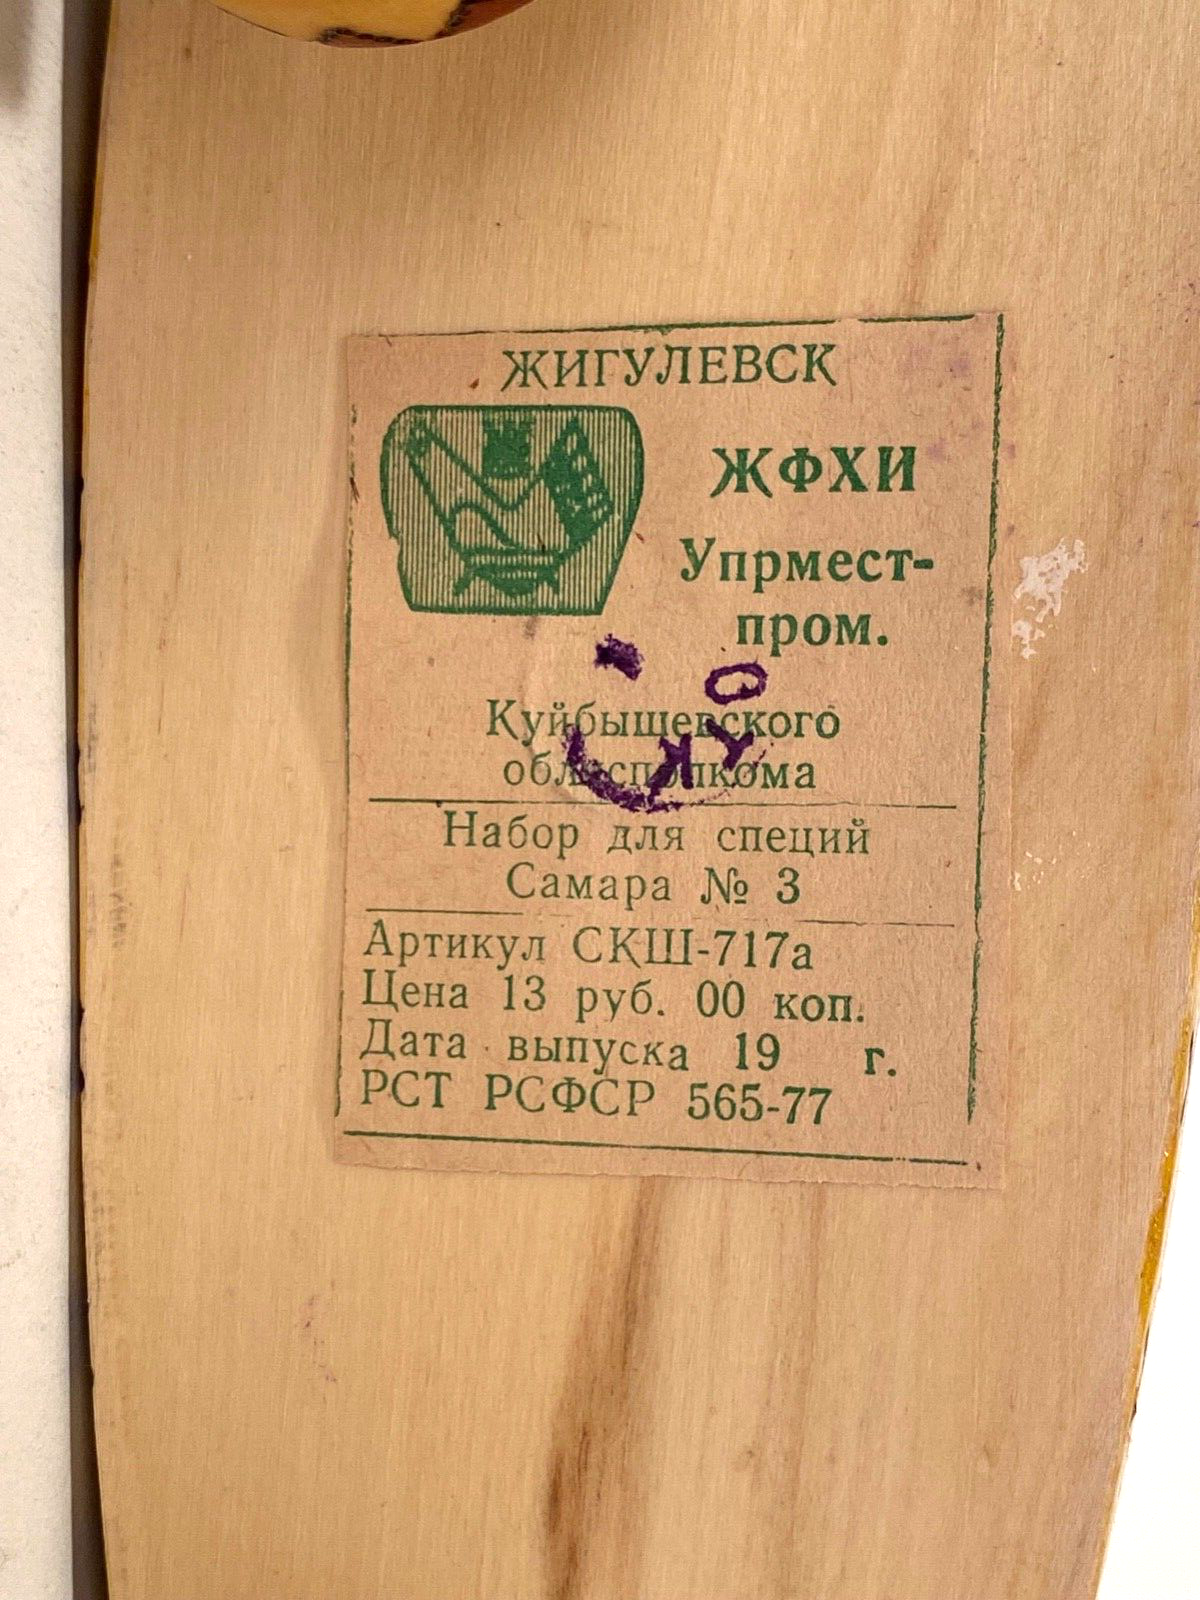 ЖИГУЛЕВСК
ЖФХИ
Упрмест-
пром.
Куйбышевского
облисполкома
Набор для специй
Самара № 3
Артикул СКШ-717а
Цена 13 руб. 00 коп.
Дата выпуска 19 г.
РСТ РСФСР 565-77